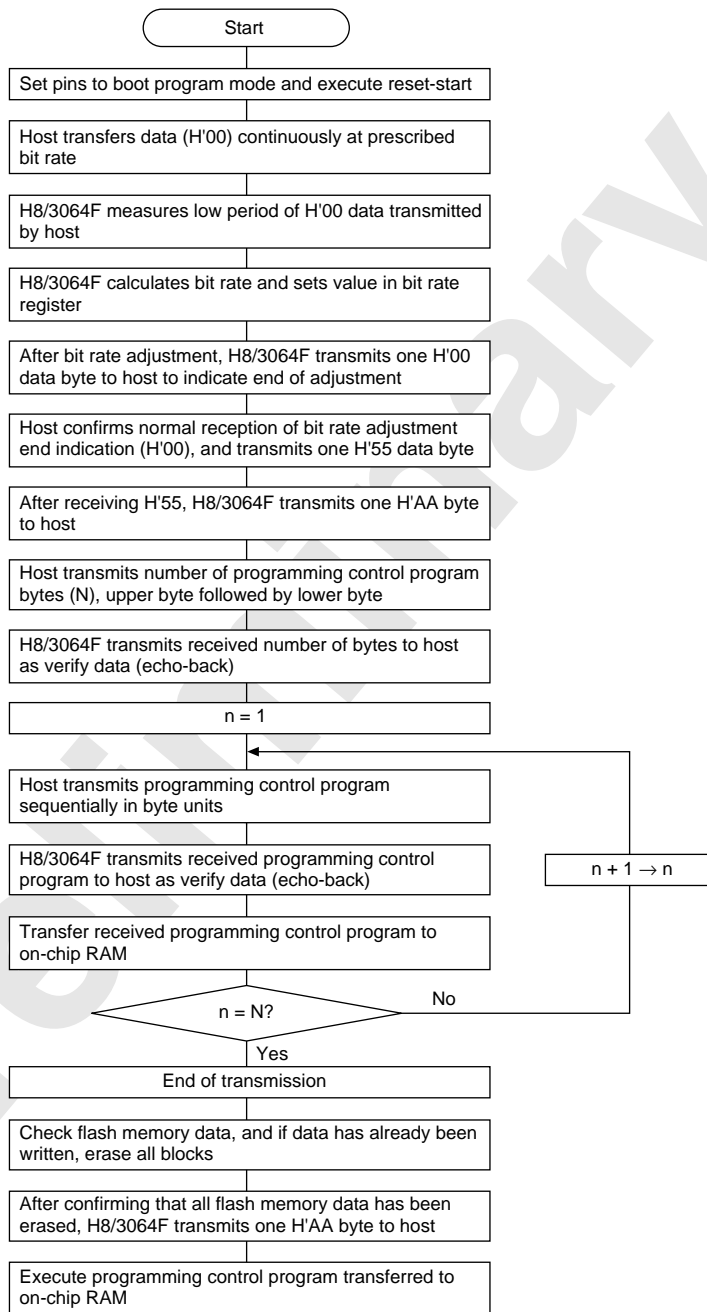 Start
Set pins to boot program mode and execute reset-start
Host transfers data (H'00) continuously at prescribed
bit rate
H8/3064F measures low period of H'00 data transmitted
by host
H8/3064F calculates bit rate and sets value in bit rate
register
After bit rate adjustment, H8/3064F transmits one H'00
data byte to host to indicate end of adjustment
Host confirms normal reception of bit rate adjustment
end indication (H'00), and transmits one H'55 data byte
After receiving H'55, H8/3064F transmits one H'AA byte
to host
Host transmits number of programming control program
bytes (N), upper byte followed by lower byte
H8/3064F transmits received number of bytes to host
as verify data (echo-back)
n = 1
Host transmits programming control program
sequentially in byte units
H8/3064F transmits received programming control
program to host as verify data (echo-back)
n + 1 → n
Transfer received programming control program to
on-chip RAM
n = N?
No
Yes
End of transmission
Check flash memory data, and if data has already been
written, erase all blocks
After confirming that all flash memory data has been
erased, H8/3064F transmits one H'AA byte to host
Execute programming control program transferred to
on-chip RAM